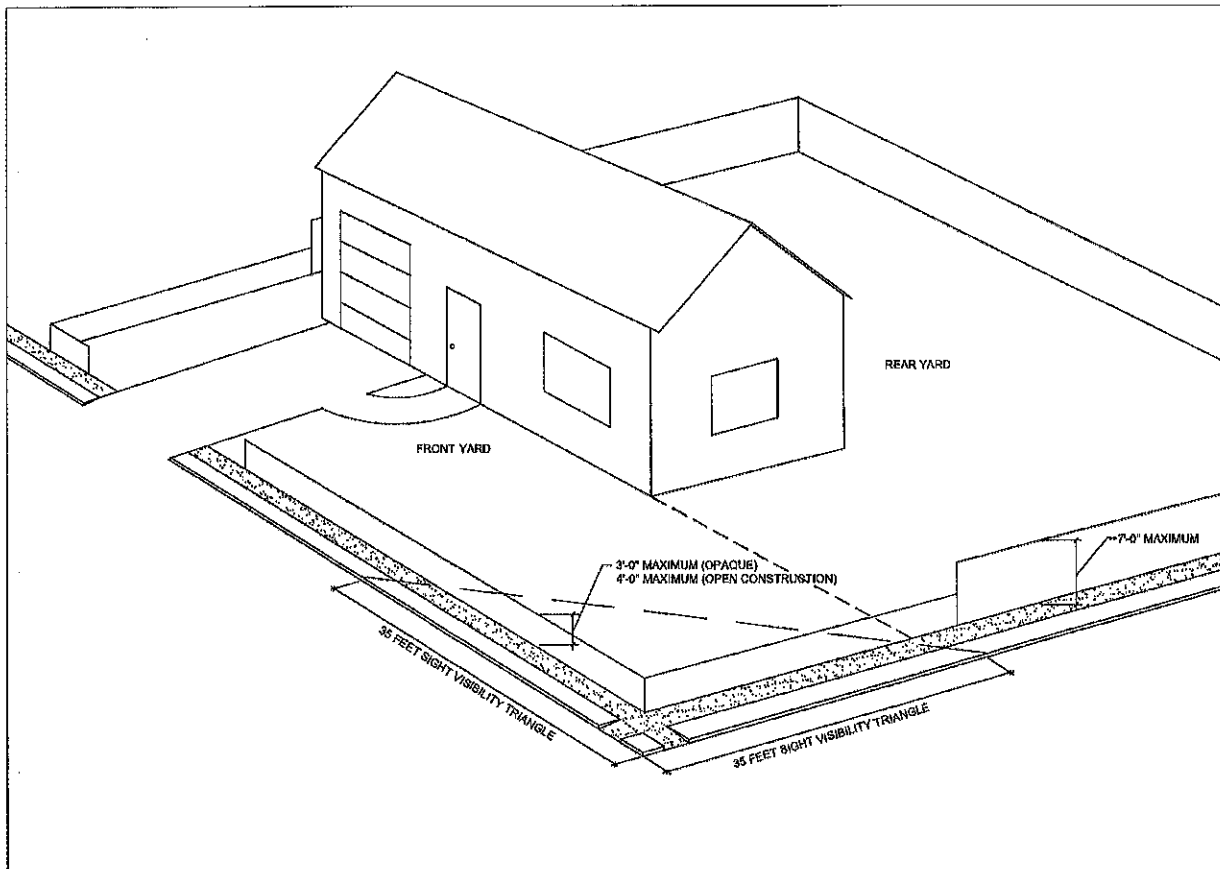 REAR YARD
FRONT YARD
7'-0" MAXIMUM
3'-0" MAXIMUM (OPAQUE)
4'-0" MAXIMUM (OPEN CONSTRUCTION)
35 FEET SIGHT VISIBILITY TRIANGLE
35 FEET SIGHT VISIBILITY TRIANGLE